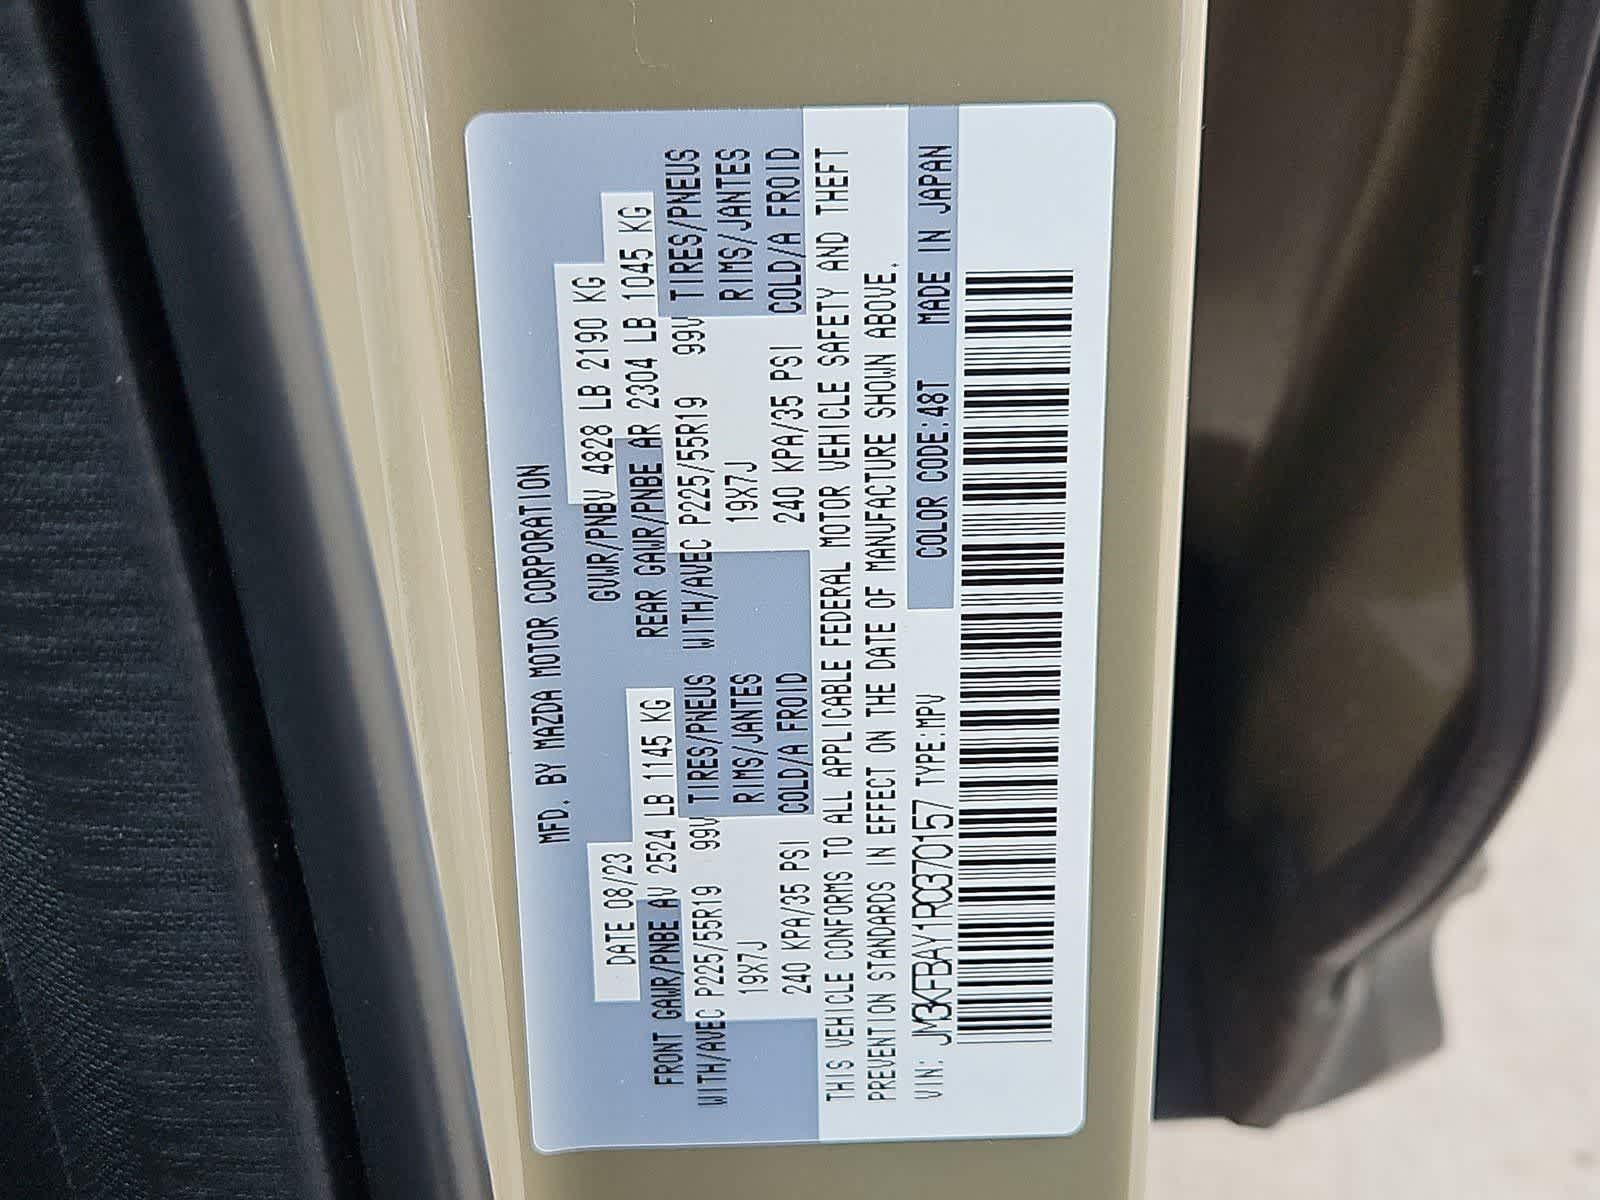 MFD. BY MAZDA MOTOR CORPORATION
DATE 08/23 GVWR/PNBV 4828 LB 2190 KG
FRONT GAWR/PNBE AV 2524 LB 1145 KG REAR GAWR/PNBE AR 2304 LB 1045 KG
WITH/AVEC P225/55R19 99V TIRES/PNEUS WITH/AVEC P225/55R19 99V TIRES/PNEUS
19X7J RIMS/JANTES 19X7J RIMS/JANTES
240 KPA/35 PSI COLD/A FROID 240 KPA/35 PSI COLD/A FROID
THIS VEHICLE CONFORMS TO ALL APPLICABLE FEDERAL MOTOR VEHICLE SAFETY AND THEFT
PREVENTION STANDARDS IN EFFECT ON THE DATE OF MANUFACTURE SHOWN ABOVE.
VIN: JM3KFBAY1R0370157 TYPE:MPV COLOR CODE:48T MADE IN JAPAN